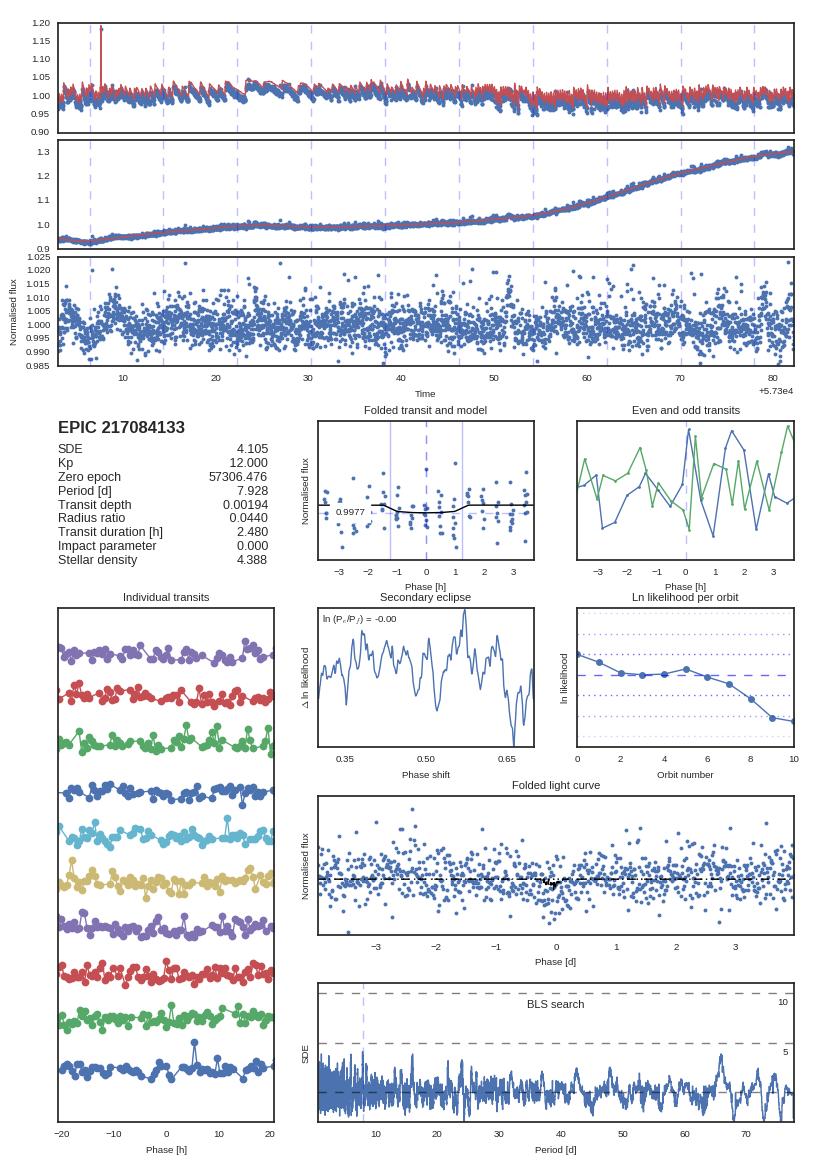 1.20
1.15
1.10
1.05
1.00
0.95
0.90
1.3
1.2
1.1
1.0
0.9
1.025
1.020
1.015
1.010
1.005
1.000
0.995
0.990
0.985
Normalised flux
10 20 30 40 50 60 70 80
Time
+5.73e4
EPIC 217084133
SDE 4.105
Kp 12.000
Zero epoch 57306.476
Period [d] 7.928
Transit depth 0.00194
Radius ratio 0.0440
Transit duration [h] 2.480
Impact parameter 0.000
Stellar density 4.388
Folded transit and model
Normalised flux
0.9977
−3 −2 −1 0 1 2 3
Phase [h]
Even and odd transits
−3 −2 −1 0 1 2 3
Phase [h]
Individual transits
−20 −10 0 10 20
Phase [h]
Secondary eclipse
Δ ln likelihood
0.35 0.50 0.65
Phase shift
Ln likelihood per orbit
ln likelihood
0 2 4 6 8 10
Orbit number
Folded light curve
Normalised flux
−3 −2 −1 0 1 2 3
Phase [d]
BLS search
SDE
10
5
10 20 30 40 50 60 70
Period [d]